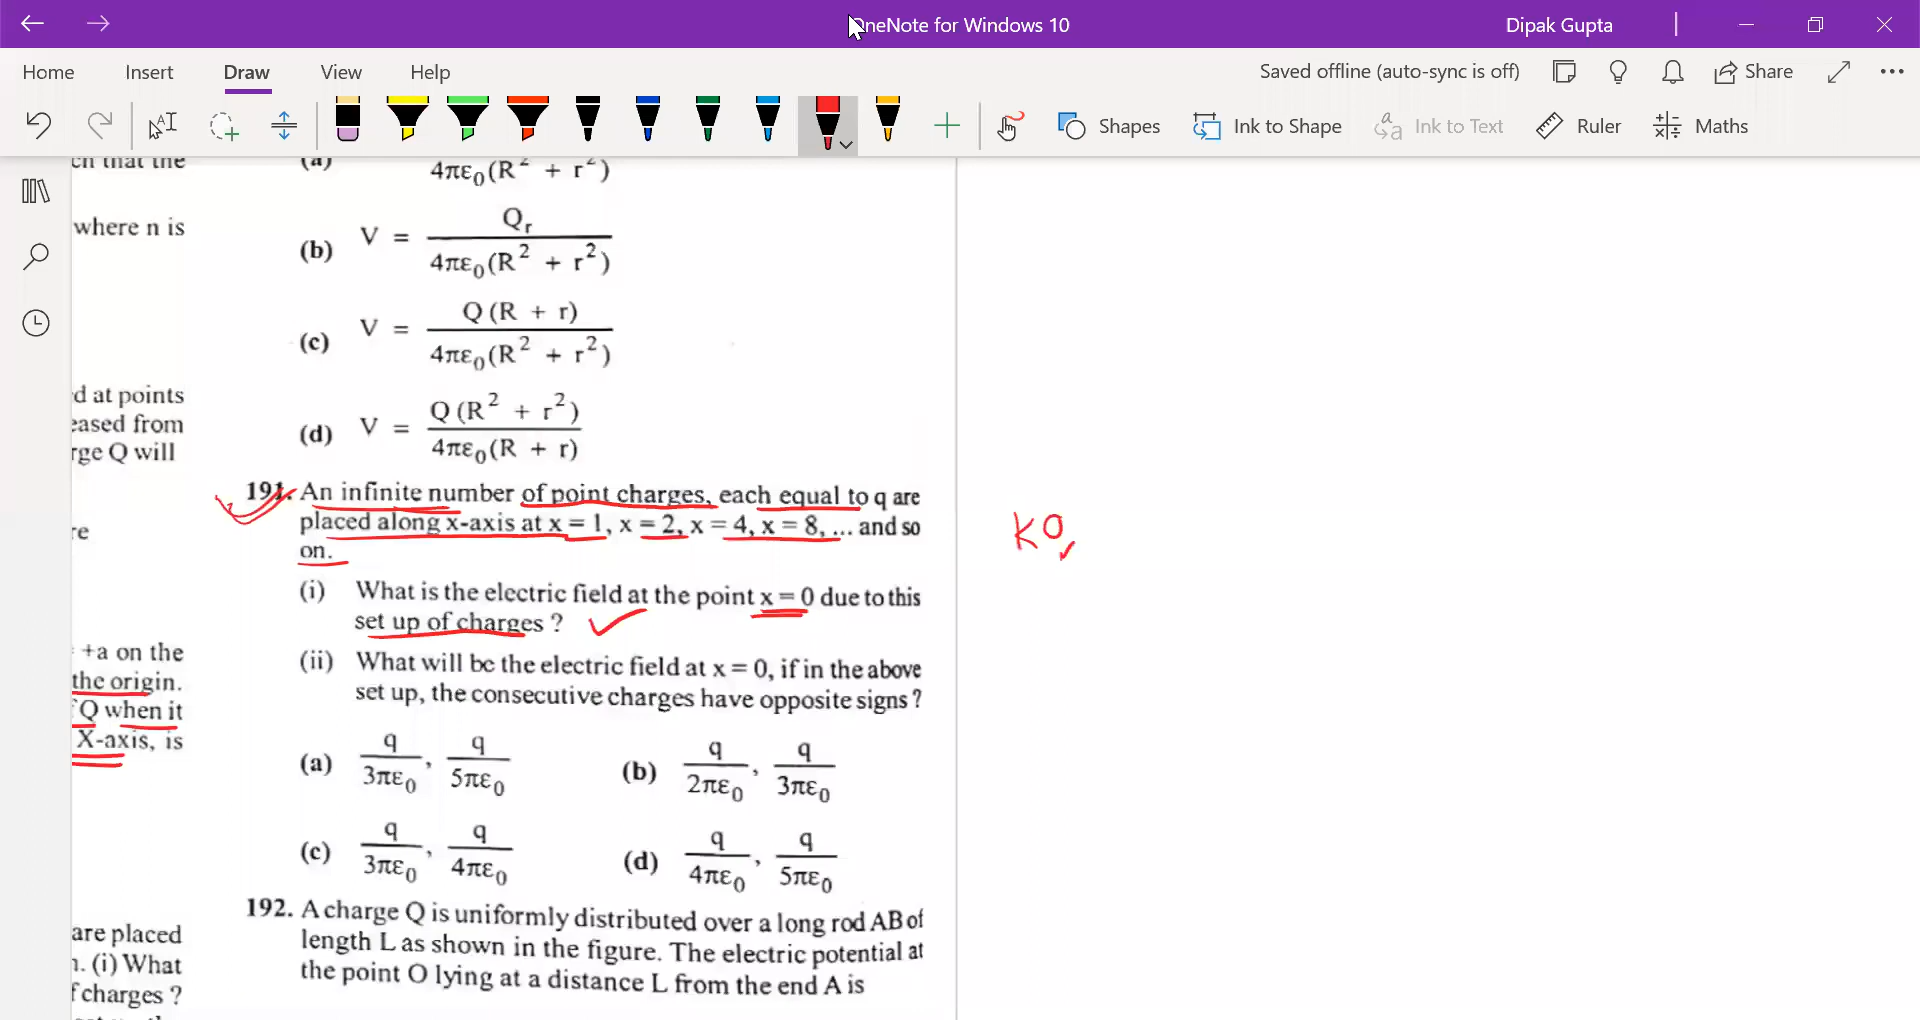 OneNote for Windows 10
Dipak Gupta
Home Insert Draw View Help
Saved offline (auto-sync is off) Share
Shapes Ink to Shape Ink to Text Ruler Maths
ch that the
where n is
d at points
eased from
rge Q will
re
+a on the
the origin.
Q when it
X-axis, is
are placed
n. (i) What
f charges ?
(a) 4πε₀(R² + r²)
(b) V = Qᵣ / 4πε₀(R² + r²)
(c) V = Q (R + r) / 4πε₀(R² + r²)
(d) V = Q (R² + r²) / 4πε₀(R + r)
191. An infinite number of point charges, each equal to q are
placed along x-axis at x = 1, x = 2, x = 4, x = 8, ... and so
on.
(i) What is the electric field at the point x = 0 due to this
set up of charges ?
(ii) What will be the electric field at x = 0, if in the above
set up, the consecutive charges have opposite signs ?
(a) q / 3πε₀ , q / 5πε₀ (b) q / 2πε₀ , q / 3πε₀
(c) q / 3πε₀ , q / 4πε₀ (d) q / 4πε₀ , q / 5πε₀
192. A charge Q is uniformly distributed over a long rod AB of
length L as shown in the figure. The electric potential at
the point O lying at a distance L from the end A is